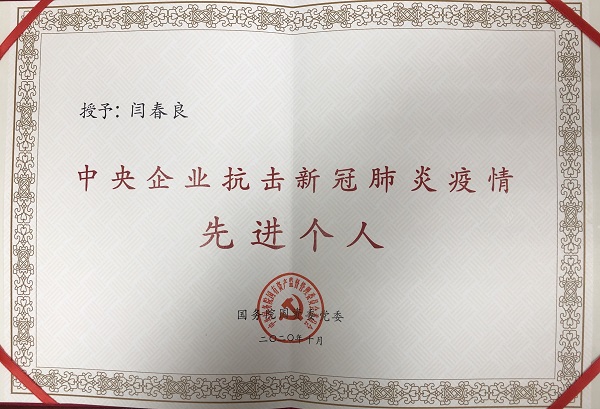 授予：闫春良
中央企业抗击新冠肺炎疫情
先进个人
国务院国资委党委
二〇二〇年十月